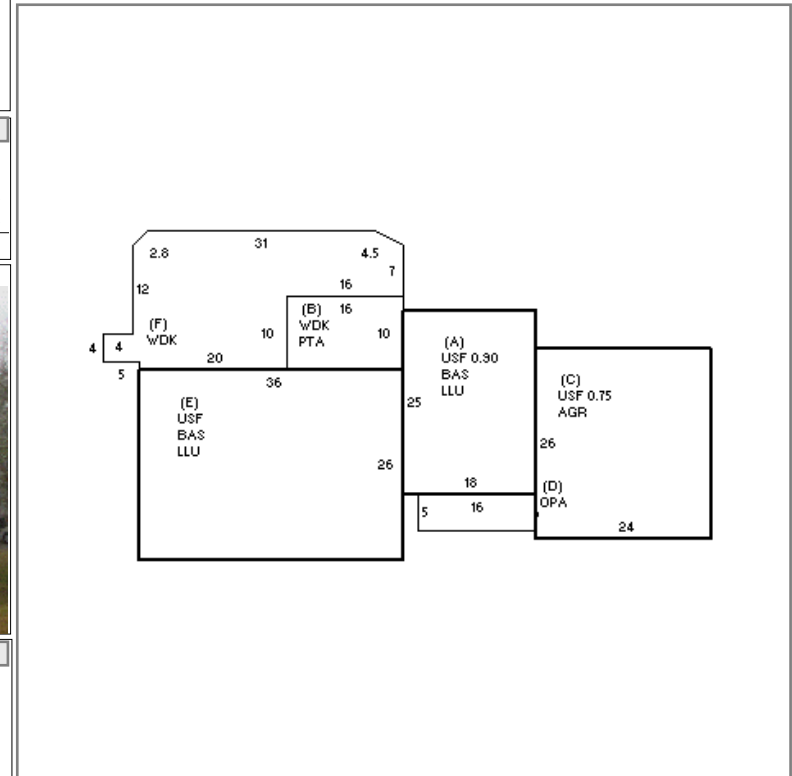 2.8
31
4.5
7
12
16
(F)
WDK
(B)
WDK
PTA
16
10
10
4
4
5
20
36
(A)
USF 0.90
BAS
LLU
25
(C)
USF 0.75
AGR
26
(E)
USF
BAS
LLU
26
18
5
16
(D)
OPA
24